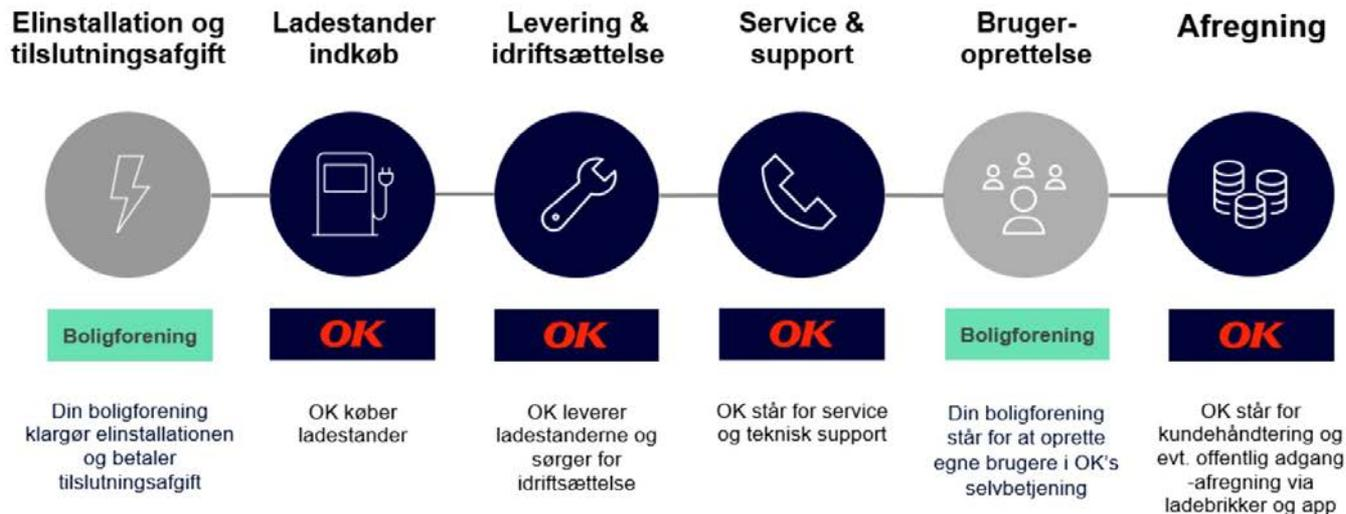 Elinstallation og
tilslutningsafgift
Ladestander
indkøb
Levering &
idriftsættelse
Service &
support
Bruger-
oprettelse
Afregning
Boligforening
OK
OK
OK
Boligforening
OK
Din boligforening
klargør elinstallationen
og betaler
tilslutningsafgift
OK køber
ladestander
OK leverer
ladestanderne og
sørger for
idriftsættelse
OK står for service
og teknisk support
Din boligforening
står for at oprette
egne brugere i OK's
selvbetjening
OK står for
kundehåndtering og
evt. offentlig adgang
-afregning via
ladebrikker og app